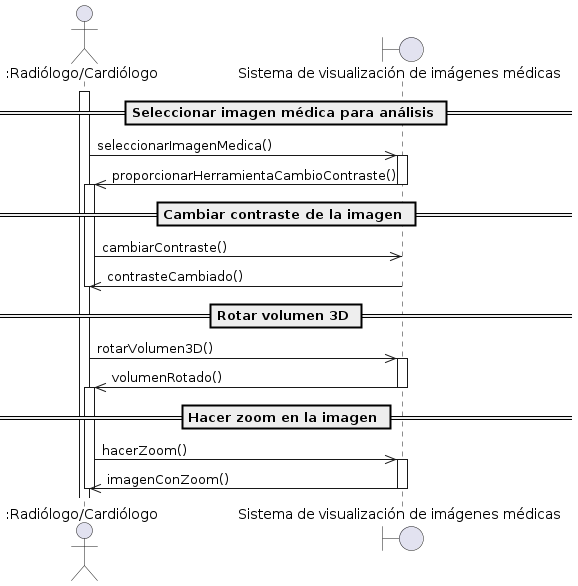 :Radiólogo/Cardiólogo
Sistema de visualización de imágenes médicas
Seleccionar imagen médica para análisis
seleccionarImagenMedica()
proporcionarHerramientaCambioContraste()
Cambiar contraste de la imagen
cambiarContraste()
contrasteCambiado()
Rotar volumen 3D
rotarVolumen3D()
volumenRotado()
Hacer zoom en la imagen
hacerZoom()
imagenConZoom()
:Radiólogo/Cardiólogo
Sistema de visualización de imágenes médicas